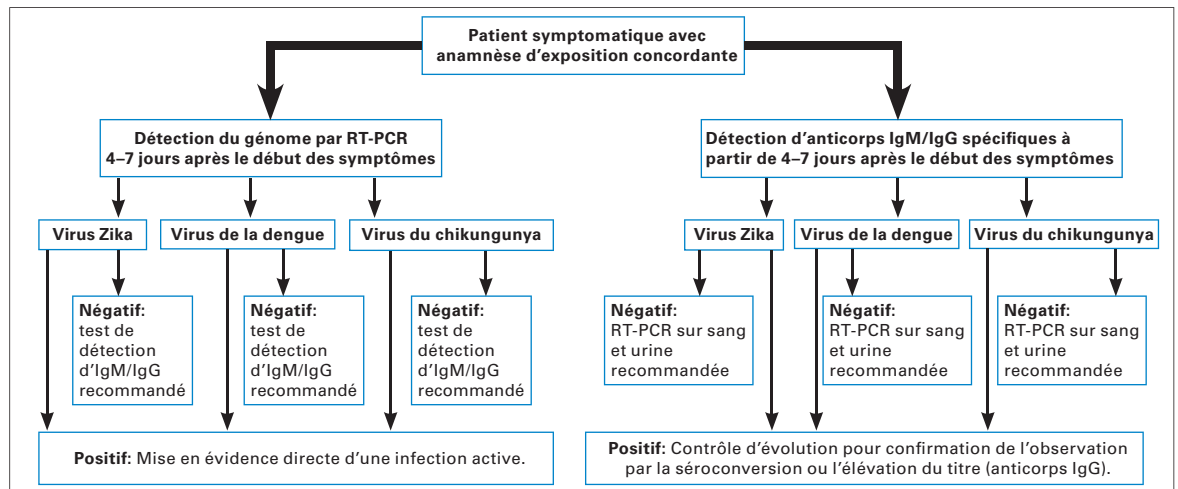 Patient symptomatique avec
anamnèse d'exposition concordante
Détection du génome par RT-PCR
4–7 jours après le début des symptômes
Détection d'anticorps IgM/IgG spécifiques à
partir de 4–7 jours après le début des symptômes
Virus Zika
Virus de la dengue
Virus du chikungunya
Virus Zika
Virus de la dengue
Virus du chikungunya
Négatif:
test de
détection
d'IgM/IgG
recommandé
Négatif:
test de
détection
d'IgM/IgG
recommandé
Négatif:
test de
détection
d'IgM/IgG
recommandé
Négatif:
RT-PCR sur sang
et urine
recommandée
Négatif:
RT-PCR sur sang
et urine
recommandée
Négatif:
RT-PCR sur sang
et urine
recommandée
Positif: Mise en évidence directe d'une infection active.
Positif: Contrôle d'évolution pour confirmation de l'observation
par la séroconversion ou l'élévation du titre (anticorps IgG).